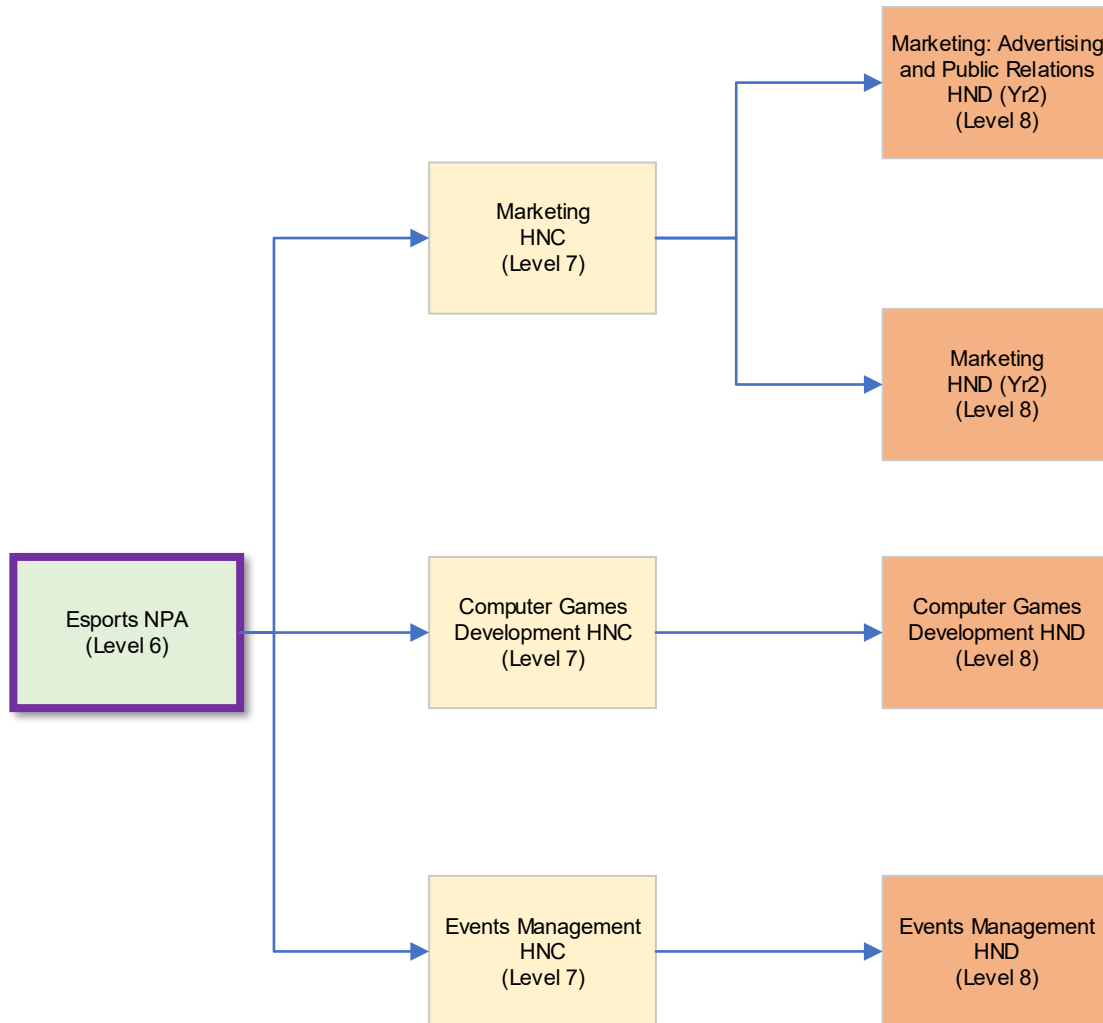 Marketing: Advertising
and Public Relations
HND (Yr2)
(Level 8)
Marketing
HNC
(Level 7)
Marketing
HND (Yr2)
(Level 8)
Esports NPA
(Level 6)
Computer Games
Development HNC
(Level 7)
Computer Games
Development HND
(Level 8)
Events Management
HNC
(Level 7)
Events Management
HND
(Level 8)